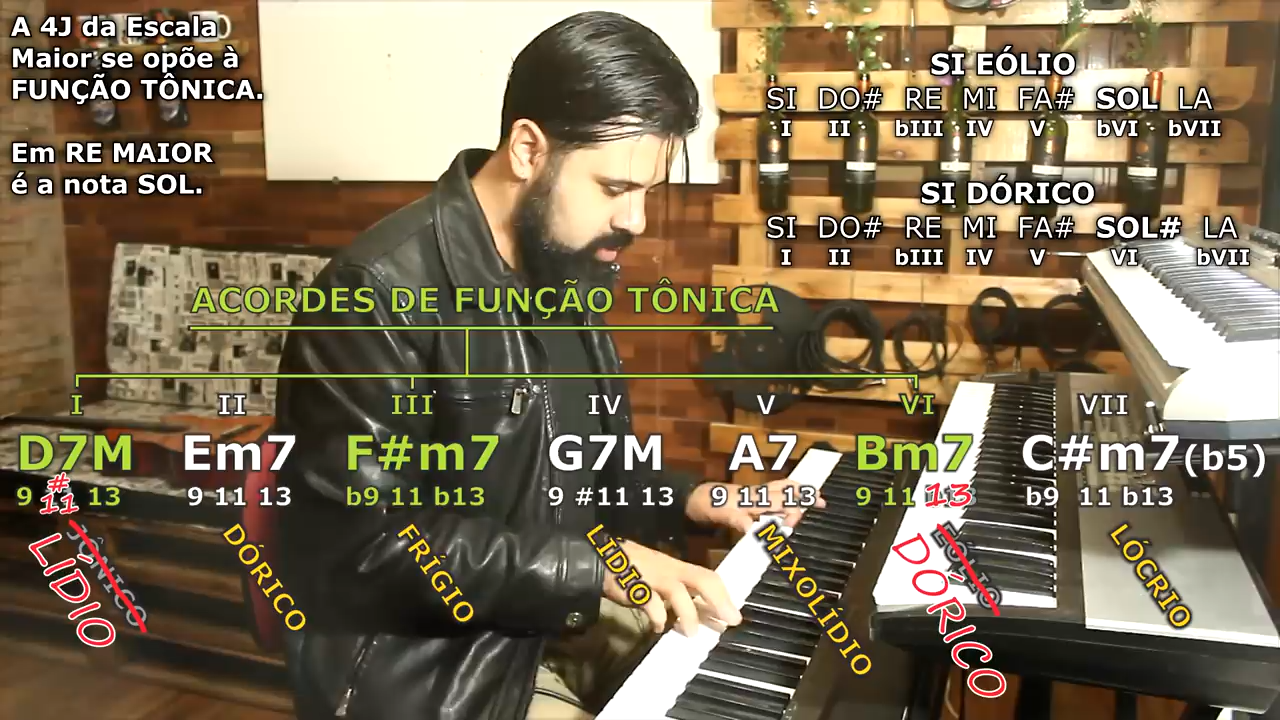 A 4J da Escala
Maior se opõe à
FUNÇÃO TÔNICA.
Em RE MAIOR
é a nota SOL.
SI EÓLIO
SI DO# RE MI FA# SOL LA
I II bIII IV V bVI bVII
SI DÓRICO
SI DO# RE MI FA# SOL# LA
I II bIII IV V VI bVII
ACORDES DE FUNÇÃO TÔNICA
I II III IV V VI VII
D7M Em7 F#m7 G7M A7 Bm7 C#m7(b5)
#
9 11 13 9 11 13 b9 11 b13 9 #11 13 9 11 13 9 11 13 b9 11 b13
JÔNICO
LÍDIO
DÓRICO
FRÍGIO
LÍDIO
MIXOLÍDIO
EÓLIO
DÓRICO
LÓCRIO